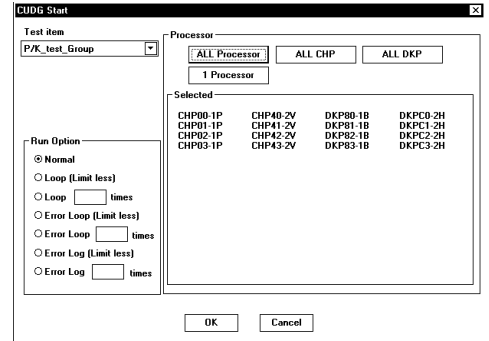 CUDG Start
Test item
P/K_test_Group
Processor
ALL Processor ALL CHP ALL DKP
1 Processor
Selected
CHP00-1P CHP40-2V DKP80-1B DKPC0-2H
CHP01-1P CHP41-2V DKP81-1B DKPC1-2H
CHP02-1P CHP42-2V DKP82-1B DKPC2-2H
CHP03-1P CHP43-2V DKP83-1B DKPC3-2H
Run Option
Normal
Loop (Limit less)
Loop times
Error Loop (Limit less)
Error Loop times
Error Log (Limit less)
Error Log times
OK Cancel